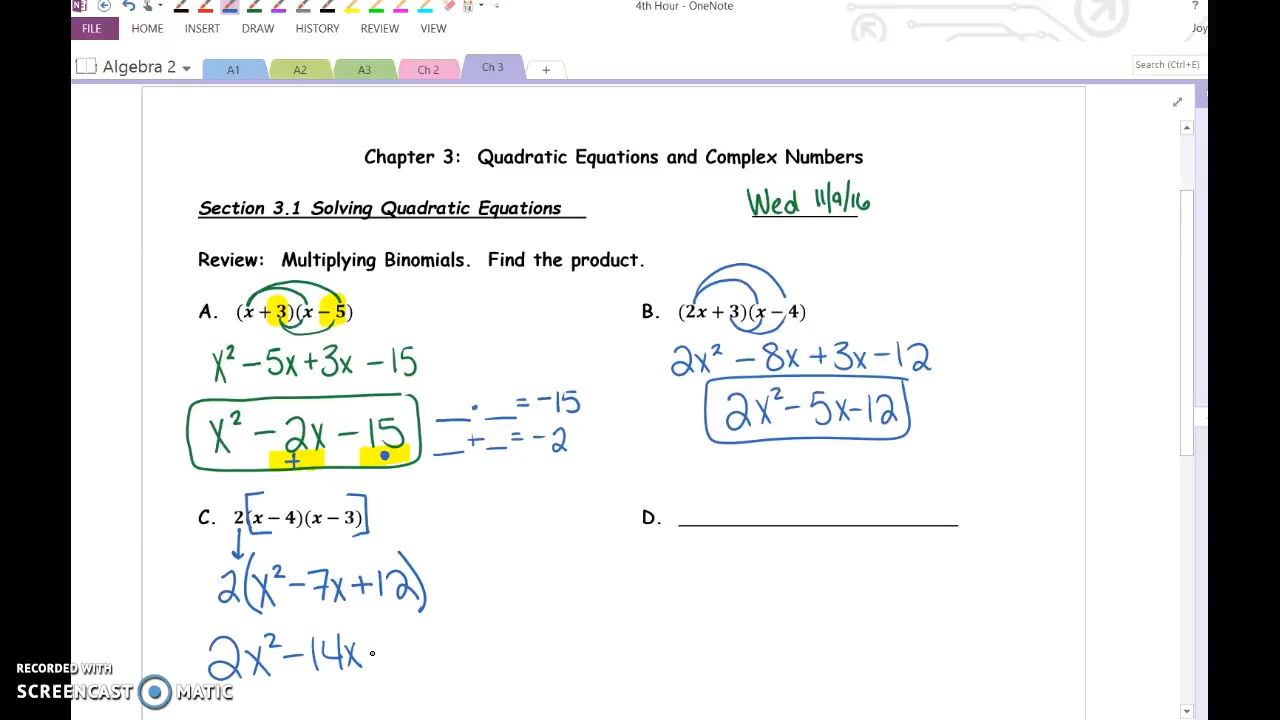 4th Hour - OneNote
?
FILE HOME INSERT DRAW HISTORY REVIEW VIEW
Joy
Algebra 2 A1 A2 A3 Ch 2 Ch 3 +
Search (Ctrl+E)
Chapter 3: Quadratic Equations and Complex Numbers
Section 3.1 Solving Quadratic Equations
Wed 11/9/16
Review: Multiplying Binomials. Find the product.
A. (x + 3)(x − 5)
x² − 5x + 3x − 15
x² − 2x − 15
+ •
__ · __ = −15
__ + __ = −2
B. (2x + 3)(x − 4)
2x² − 8x + 3x − 12
2x² − 5x − 12
C. 2[(x − 4)(x − 3)]
2(x² − 7x + 12)
2x² − 14x
D. ____________________
RECORDED WITH
SCREENCAST MATIC